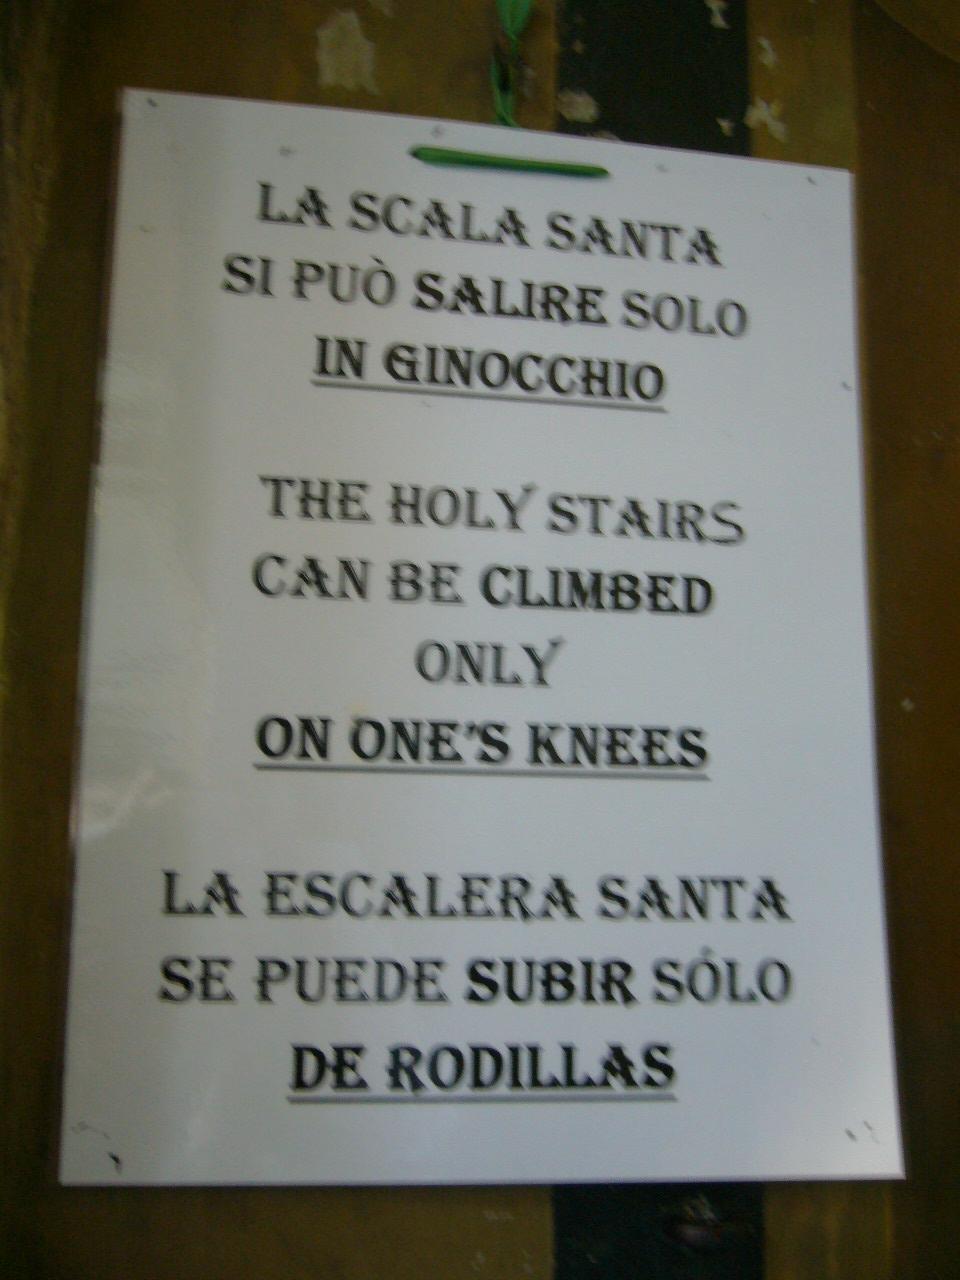 LA SCALA SANTA
SI PUÒ SALIRE SOLO
IN GINOCCHIO
THE HOLY STAIRS
CAN BE CLIMBED
ONLY
ON ONE'S KNEES
LA ESCALERA SANTA
SE PUEDE SUBIR SÓLO
DE RODILLAS